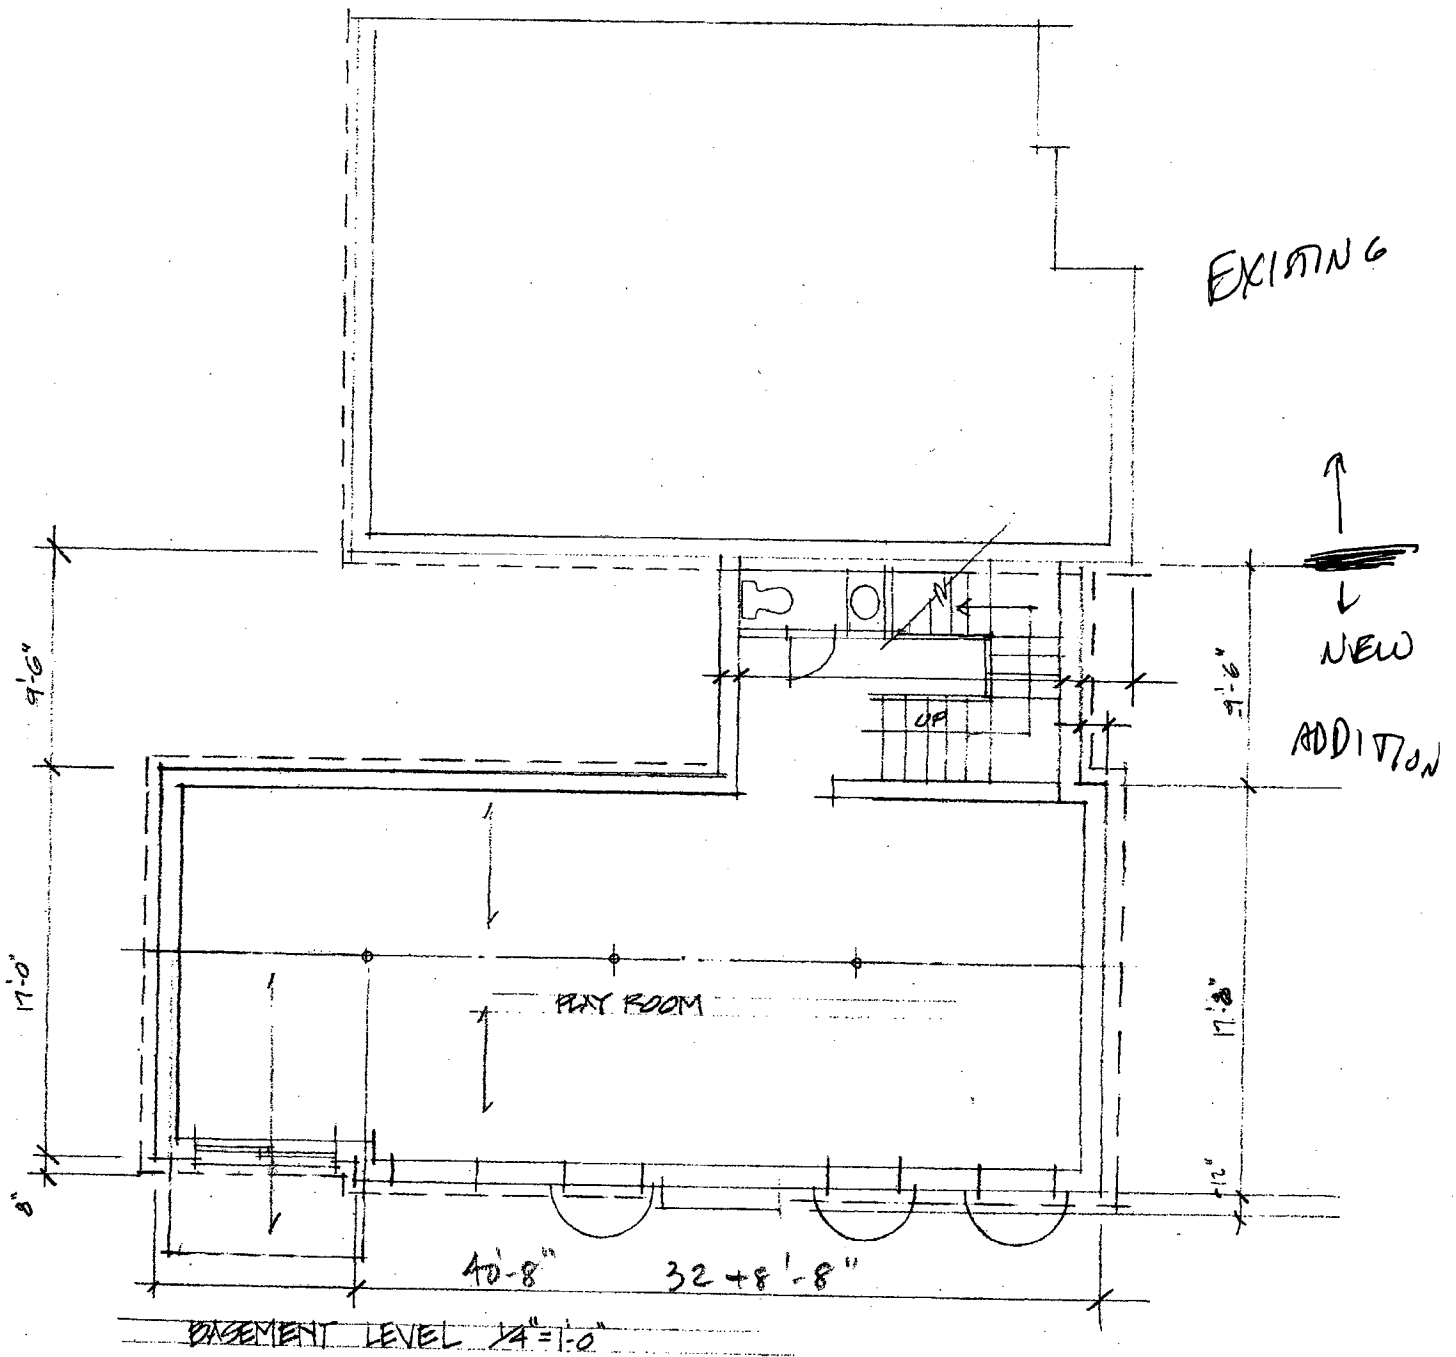 EXISTING
NEW
ADDITION
9'-6"
9'-6"
UP
17'-0"
PLAY ROOM
17'-8"
8"
12"
40'-8"
32 + 8'-8"
BASEMENT LEVEL 1/4"=1'-0"